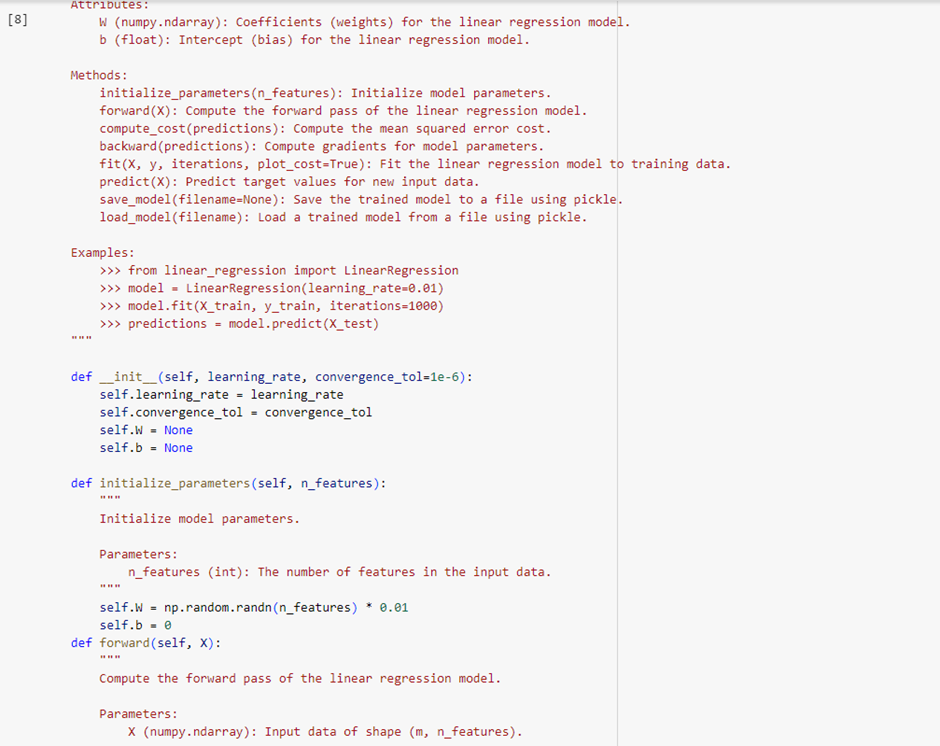 Attributes:
[8]
W (numpy.ndarray): Coefficients (weights) for the linear regression model.
b (float): Intercept (bias) for the linear regression model.
Methods:
initialize_parameters(n_features): Initialize model parameters.
forward(X): Compute the forward pass of the linear regression model.
compute_cost(predictions): Compute the mean squared error cost.
backward(predictions): Compute gradients for model parameters.
fit(X, y, iterations, plot_cost=True): Fit the linear regression model to training data.
predict(X): Predict target values for new input data.
save_model(filename=None): Save the trained model to a file using pickle.
load_model(filename): Load a trained model from a file using pickle.
Examples:
>>> from linear_regression import LinearRegression
>>> model = LinearRegression(learning_rate=0.01)
>>> model.fit(X_train, y_train, iterations=1000)
>>> predictions = model.predict(X_test)
"""
def __init__(self, learning_rate, convergence_tol=1e-6):
self.learning_rate = learning_rate
self.convergence_tol = convergence_tol
self.W = None
self.b = None
def initialize_parameters(self, n_features):
"""
Initialize model parameters.
Parameters:
n_features (int): The number of features in the input data.
"""
self.W = np.random.randn(n_features) * 0.01
self.b = 0
def forward(self, X):
"""
Compute the forward pass of the linear regression model.
Parameters:
X (numpy.ndarray): Input data of shape (m, n_features).